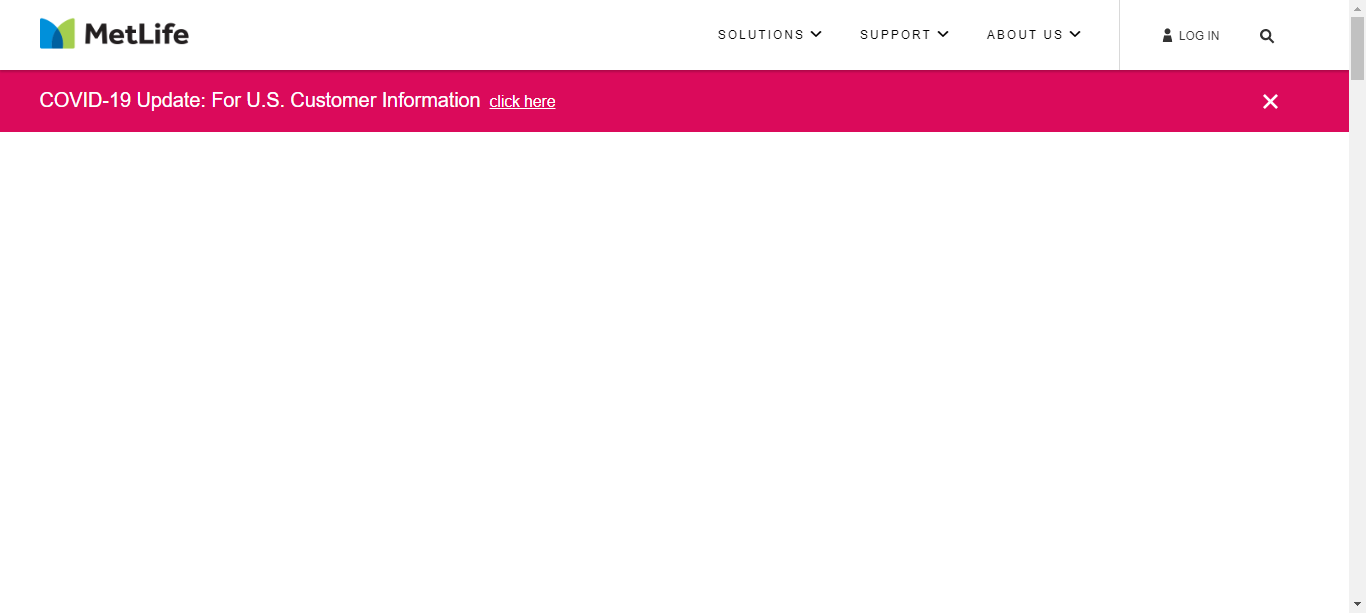 MetLife
SOLUTIONS
SUPPORT
ABOUT US
LOG IN
COVID-19 Update: For U.S. Customer Information click here